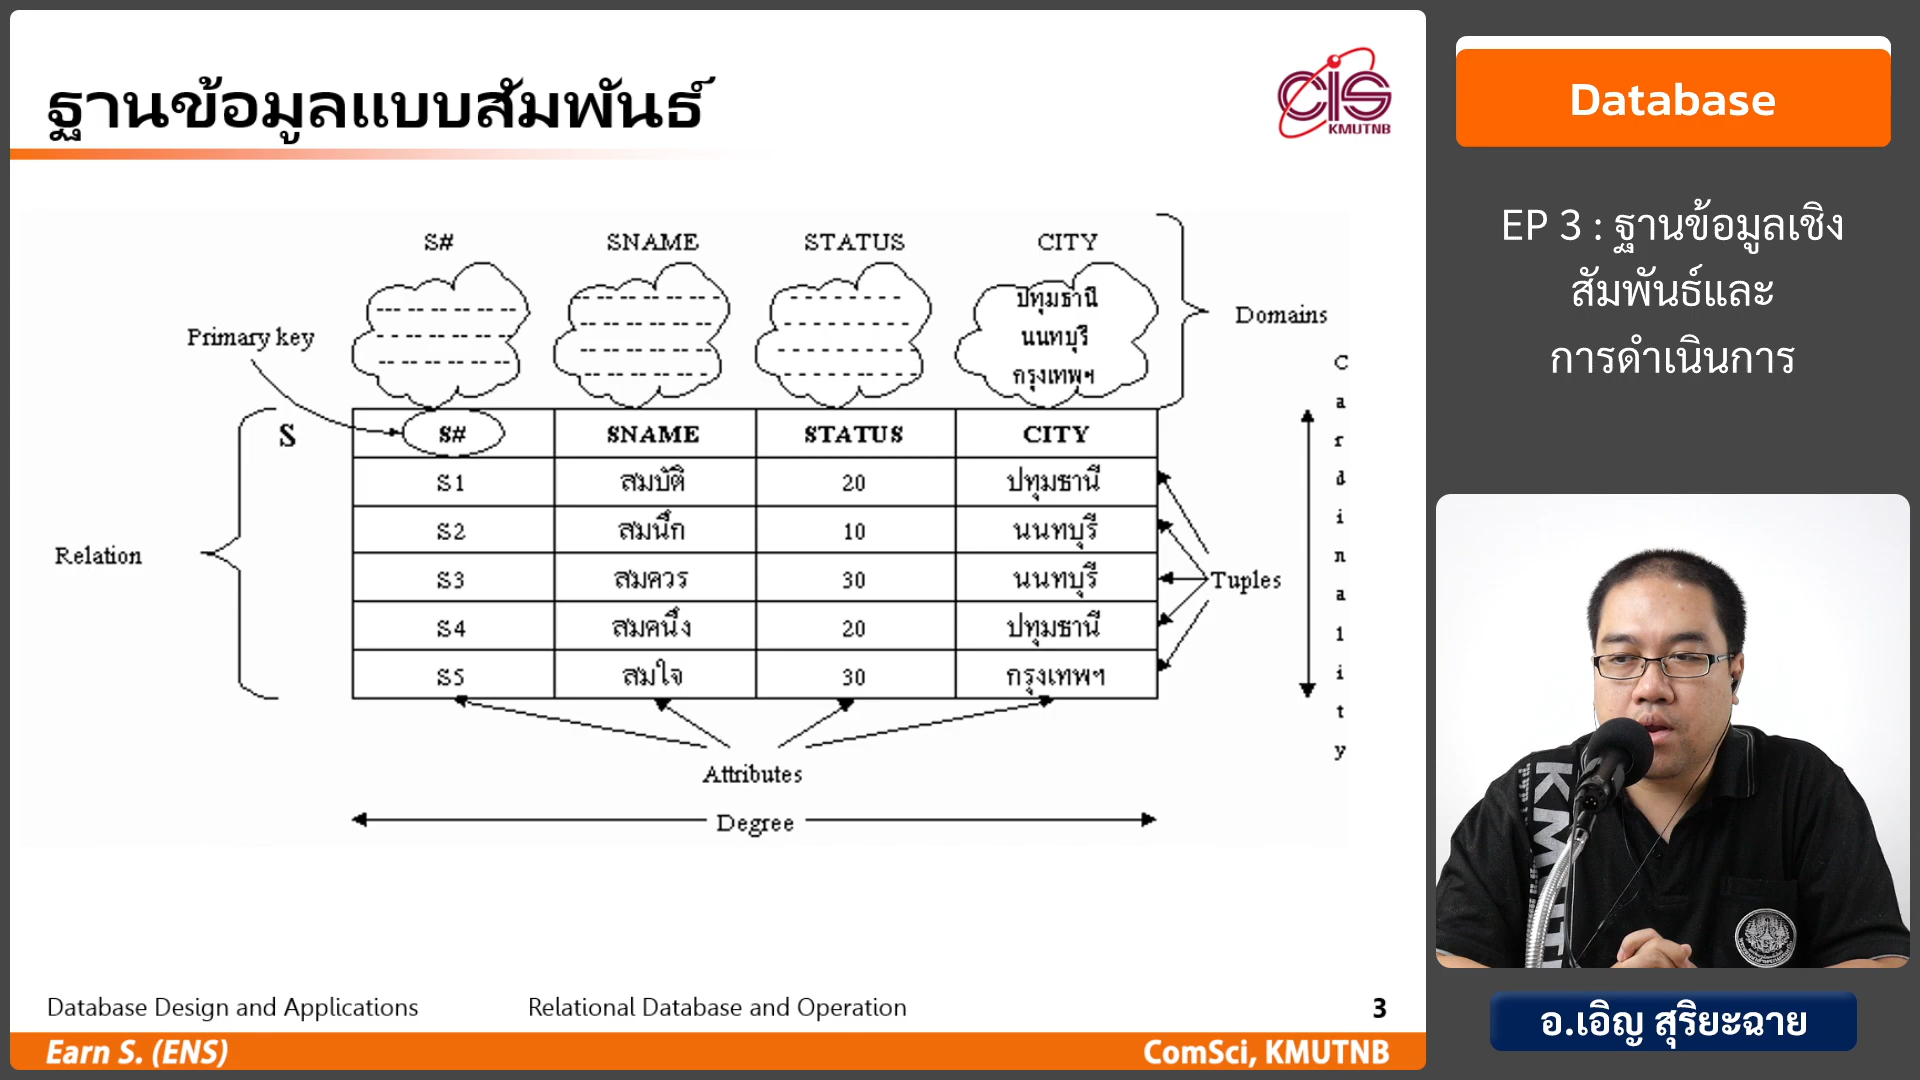 ฐานข้อมูลแบบสัมพันธ์
CIS
KMUTNB
S# SNAME STATUS CITY
ปทุมธานี
นนทบุรี
กรุงเทพฯ
Domains
Primary key
Cardinality
S
S# SNAME STATUS CITY
S1 สมบัติ 20 ปทุมธานี
S2 สมนึก 10 นนทบุรี
S3 สมควร 30 นนทบุรี
S4 สมคนึง 20 ปทุมธานี
S5 สมใจ 30 กรุงเทพฯ
Relation
Tuples
Attributes
Degree
Database Design and Applications Relational Database and Operation 3
Earn S. (ENS) ComSci, KMUTNB
Database
EP 3 : ฐานข้อมูลเชิง
สัมพันธ์และ
การดำเนินการ
KMUTN
อ.เอิญ สุริยะฉาย